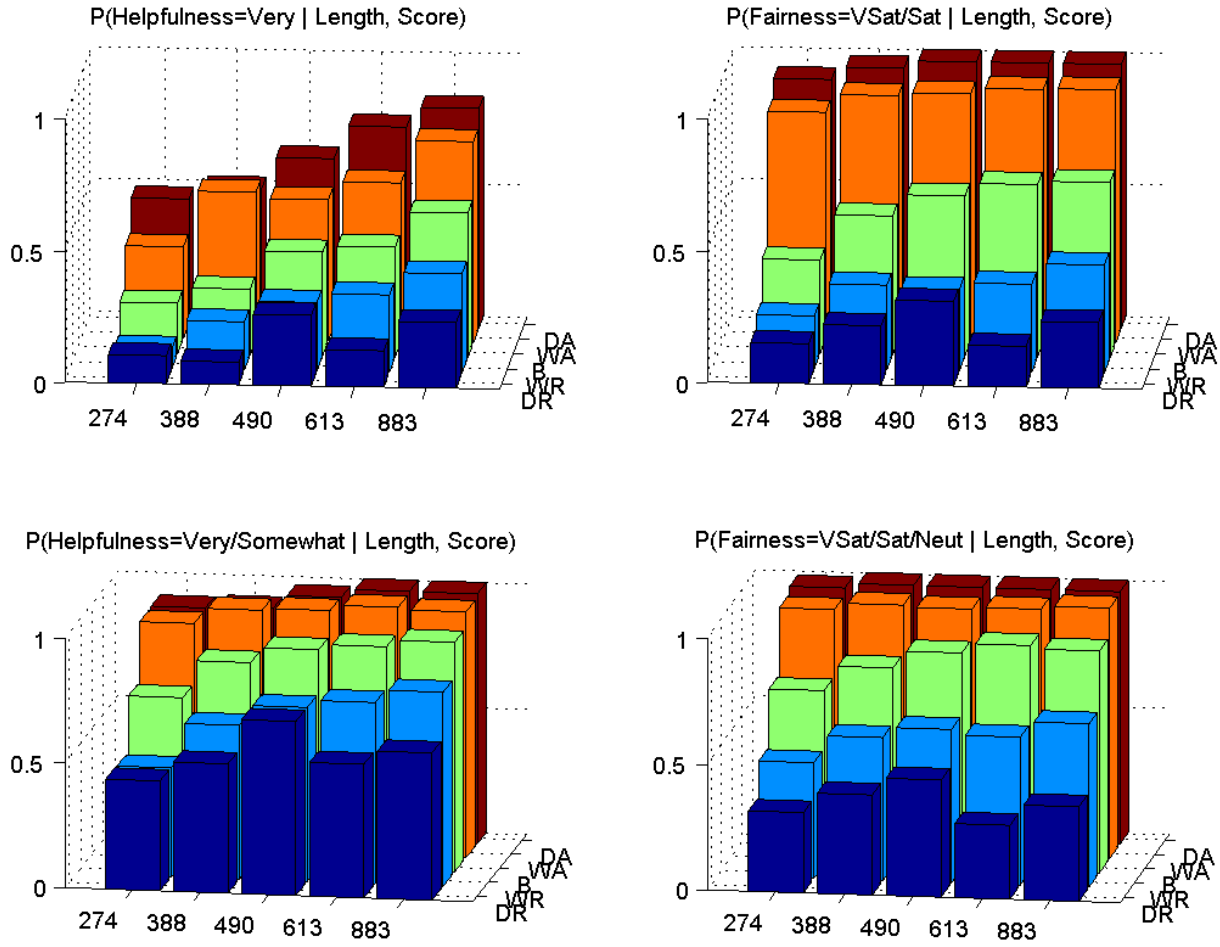 P(Helpfulness=Very | Length, Score)
1
0.5
0
274 388 490 613 883
DA
WA
B
WR
DR
P(Fairness=VSat/Sat | Length, Score)
1
0.5
0
274 388 490 613 883
DA
WA
B
WR
DR
P(Helpfulness=Very/Somewhat | Length, Score)
1
0.5
0
274 388 490 613 883
DA
WA
B
WR
DR
P(Fairness=VSat/Sat/Neut | Length, Score)
1
0.5
0
274 388 490 613 883
DA
WA
B
WR
DR